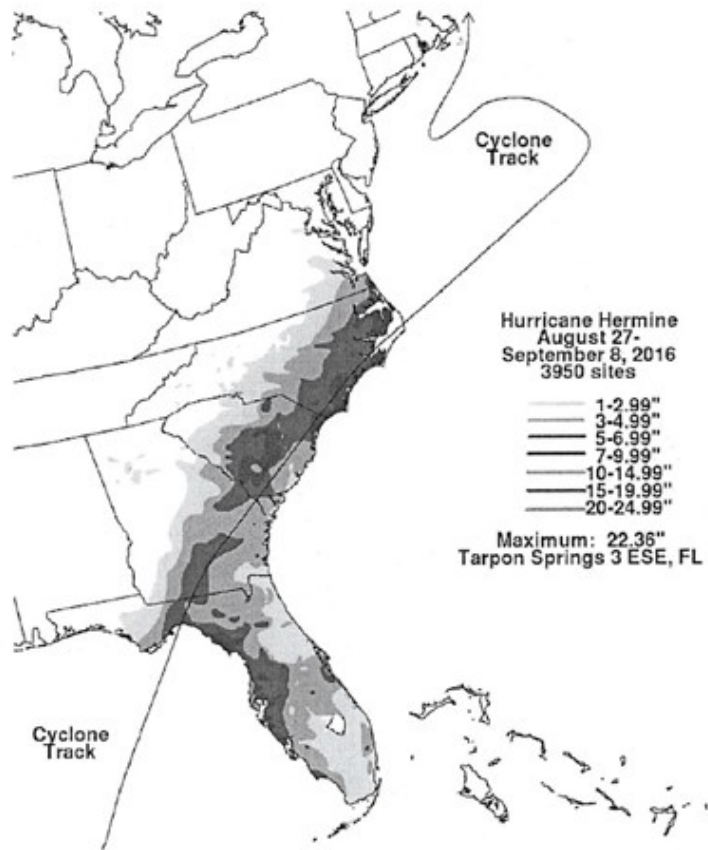 Cyclone
Track
Hurricane Hermine
August 27-
September 8, 2016
3950 sites
1-2.99"
3-4.99"
5-6.99"
7-9.99"
10-14.99"
15-19.99"
20-24.99"
Maximum: 22.36"
Tarpon Springs 3 ESE, FL
Cyclone
Track